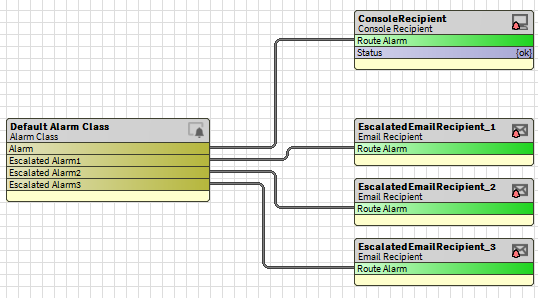 ConsoleRecipient
Console Recipient
Route Alarm
Status {ok}
Default Alarm Class
Alarm Class
Alarm
Escalated Alarm1
Escalated Alarm2
Escalated Alarm3
EscalatedEmailRecipient_1
Email Recipient
Route Alarm
EscalatedEmailRecipient_2
Email Recipient
Route Alarm
EscalatedEmailRecipient_3
Email Recipient
Route Alarm